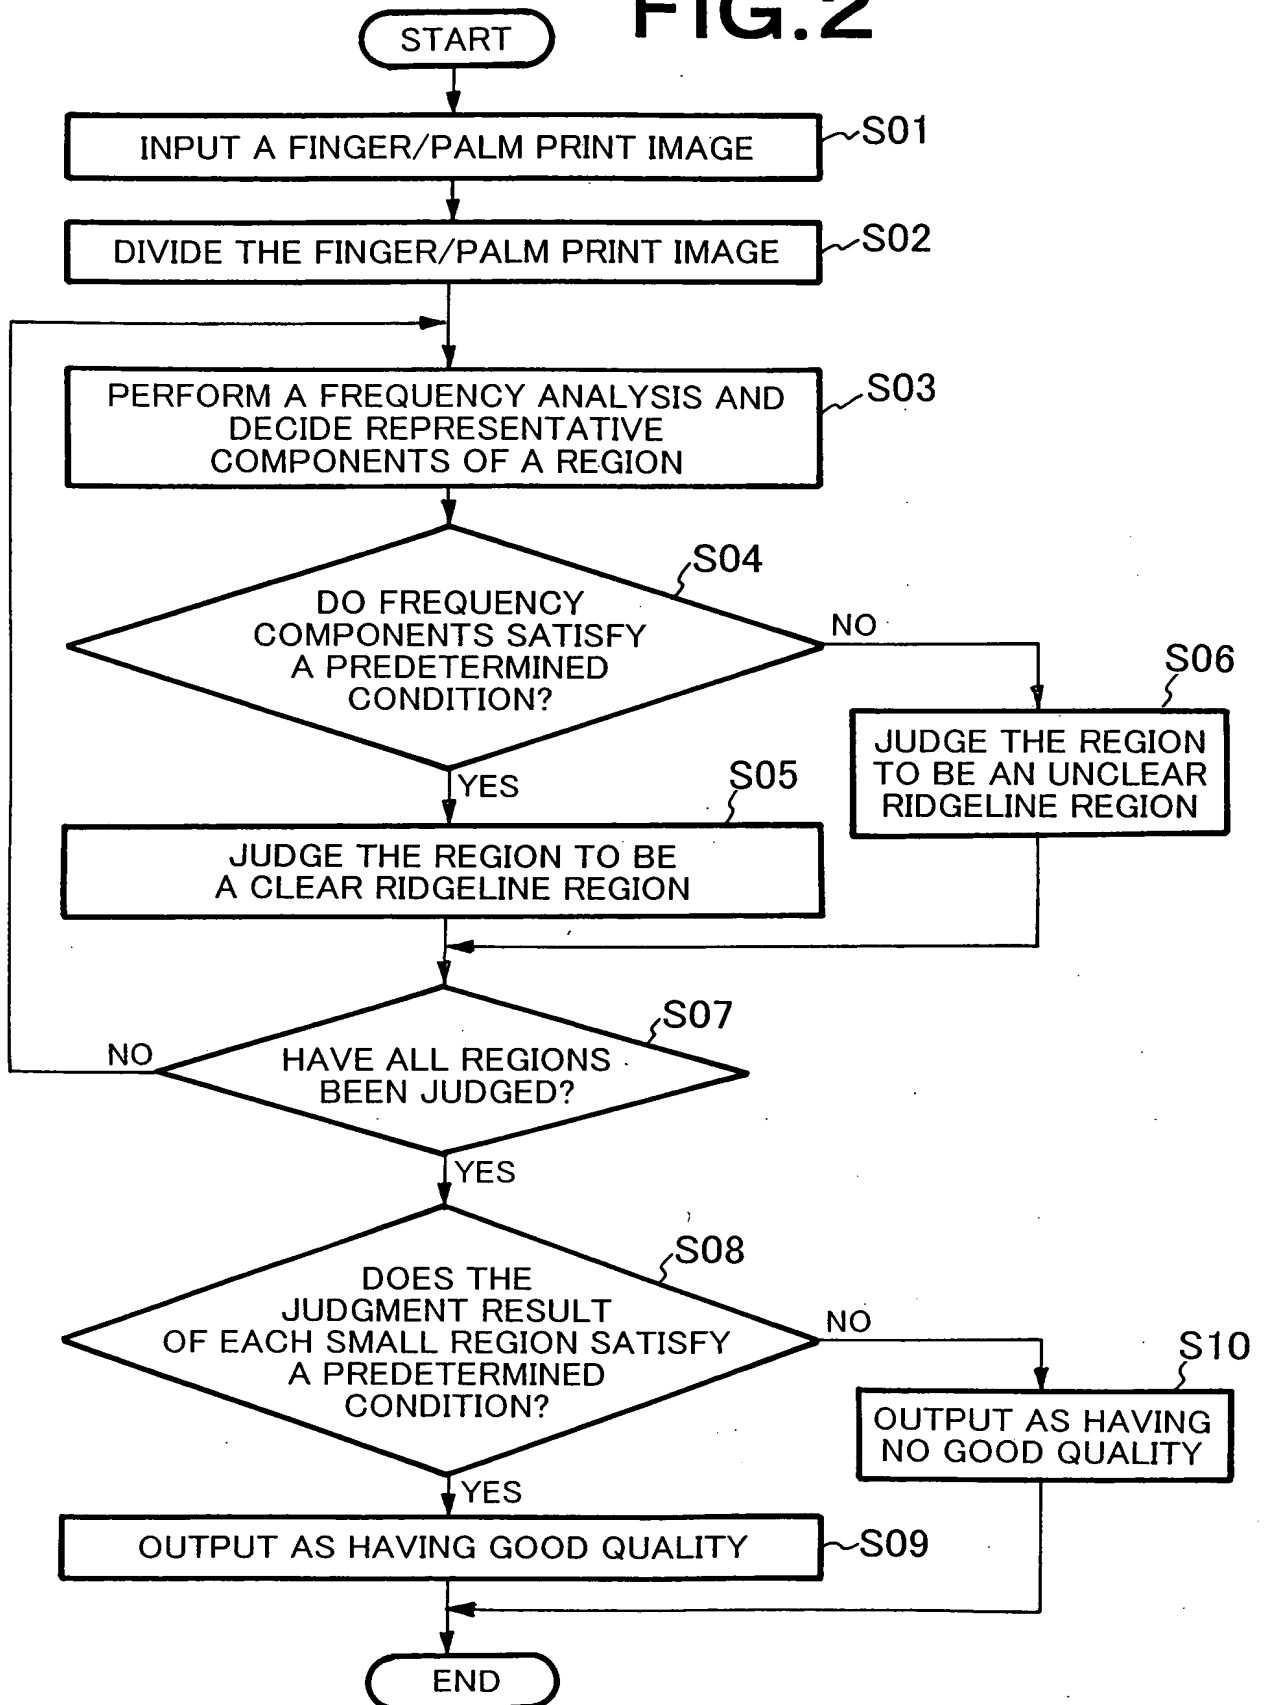 FIG.2
START
INPUT A FINGER/PALM PRINT IMAGE
S01
DIVIDE THE FINGER/PALM PRINT IMAGE
S02
PERFORM A FREQUENCY ANALYSIS AND
DECIDE REPRESENTATIVE
COMPONENTS OF A REGION
S03
S04
DO FREQUENCY
COMPONENTS SATISFY
A PREDETERMINED
CONDITION?
NO
S06
JUDGE THE REGION
TO BE AN UNCLEAR
RIDGELINE REGION
YES
S05
JUDGE THE REGION TO BE
A CLEAR RIDGELINE REGION
S07
NO
HAVE ALL REGIONS
BEEN JUDGED?
YES
S08
DOES THE
JUDGMENT RESULT
OF EACH SMALL REGION SATISFY
A PREDETERMINED
CONDITION?
NO
S10
OUTPUT AS HAVING
NO GOOD QUALITY
YES
OUTPUT AS HAVING GOOD QUALITY
S09
END